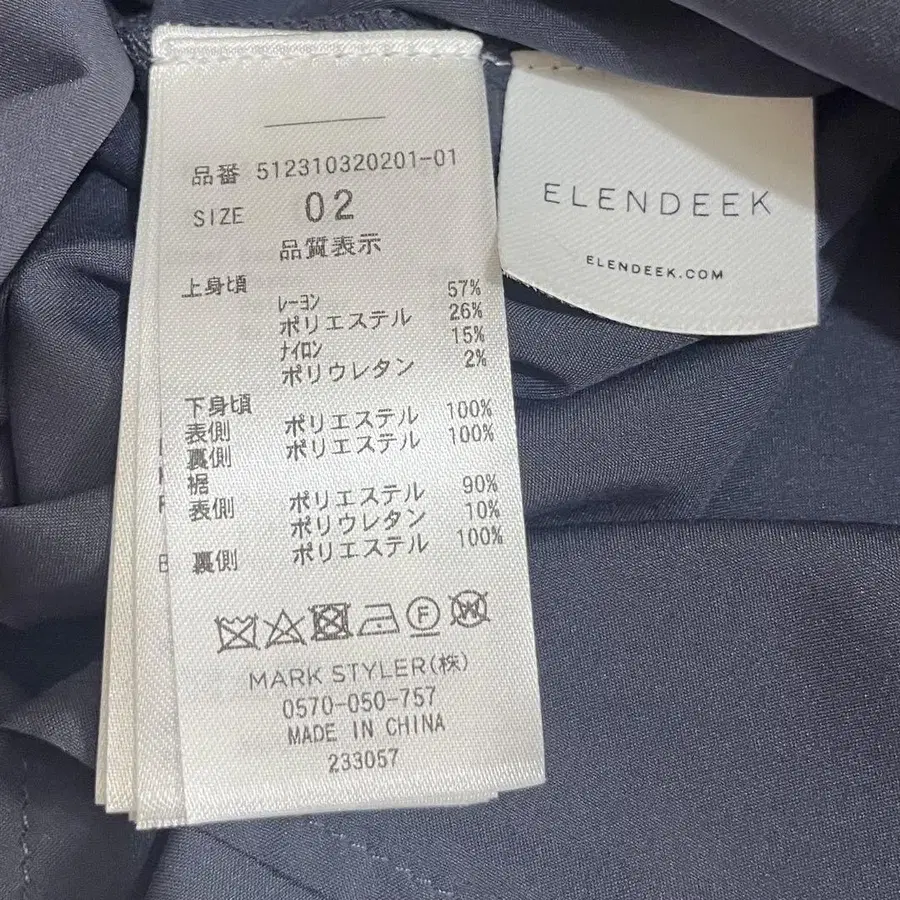 品番 512310320201-01
SIZE 02
品質表示
上身頃
レーヨン 57%
ポリエステル 26%
ナイロン 15%
ポリウレタン 2%
下身頃
表側 ポリエステル 100%
裏側 ポリエステル 100%
裾
表側 ポリエステル 90%
ポリウレタン 10%
裏側 ポリエステル 100%
F
W
MARK STYLER(株)
0570-050-757
MADE IN CHINA
233057
ELENDEEK
ELENDEEK.COM